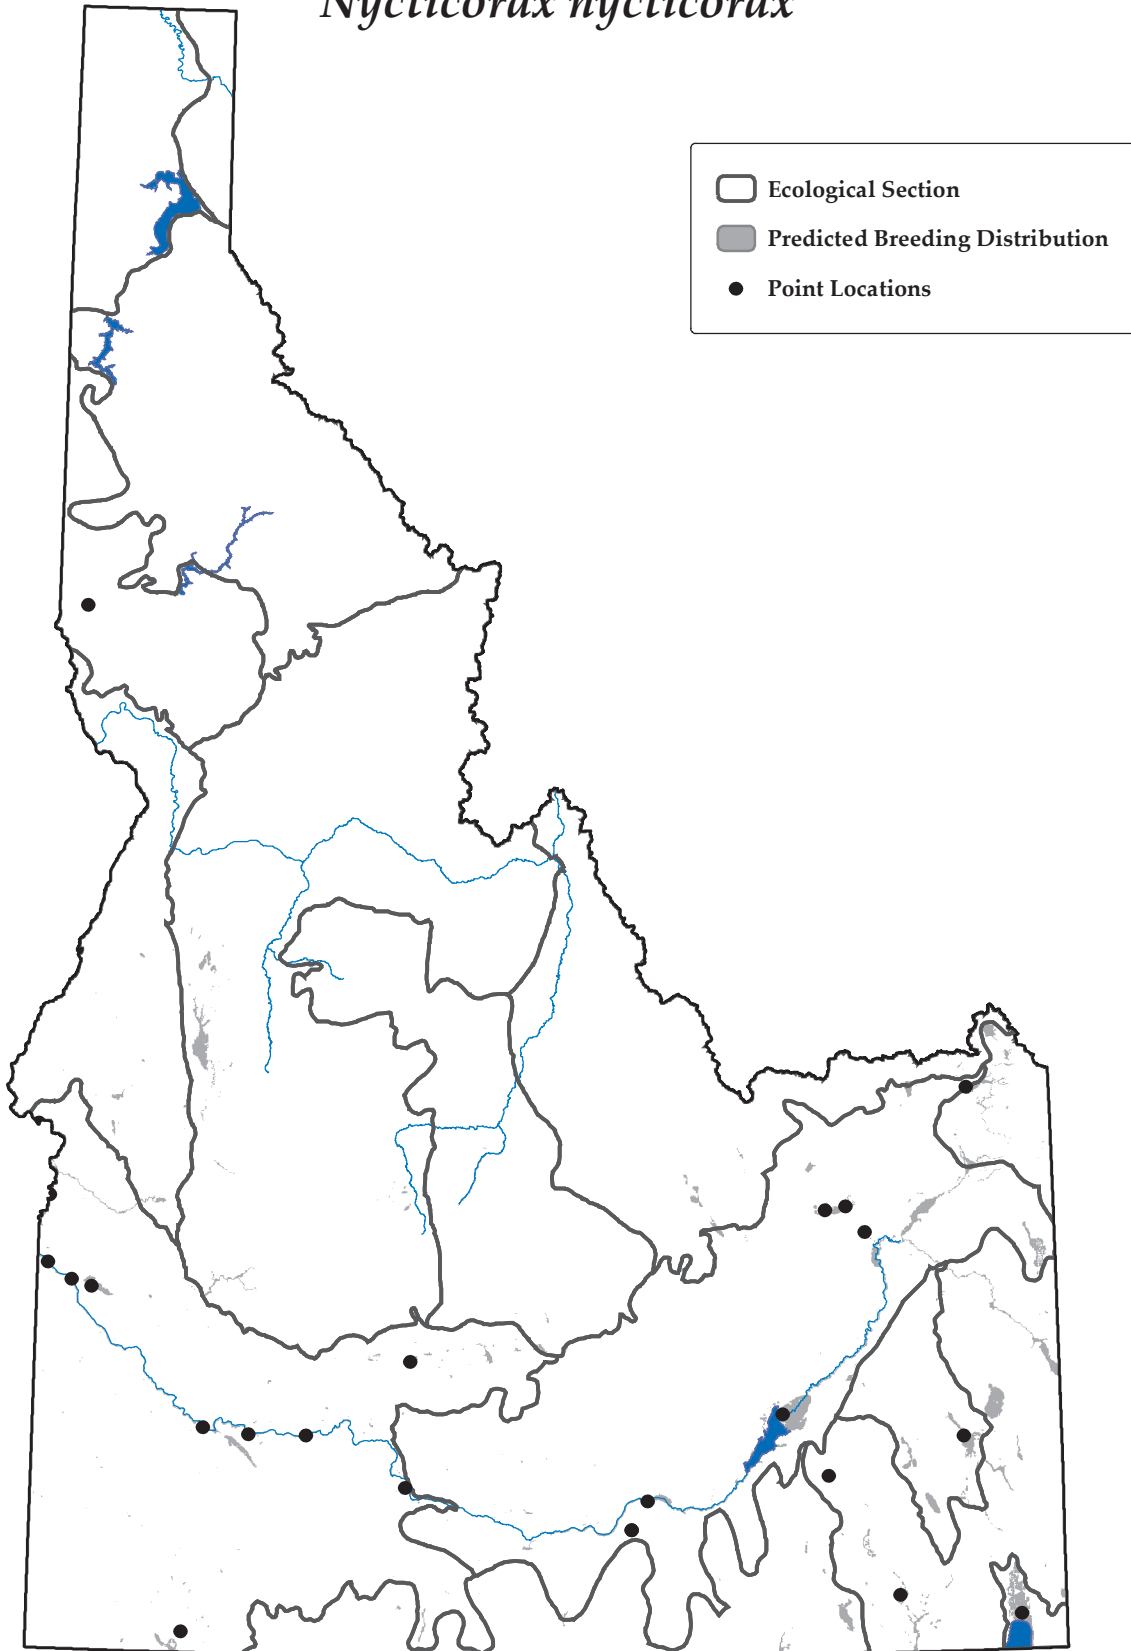 Nycticorax nycticorax
Ecological Section
Predicted Breeding Distribution
Point Locations